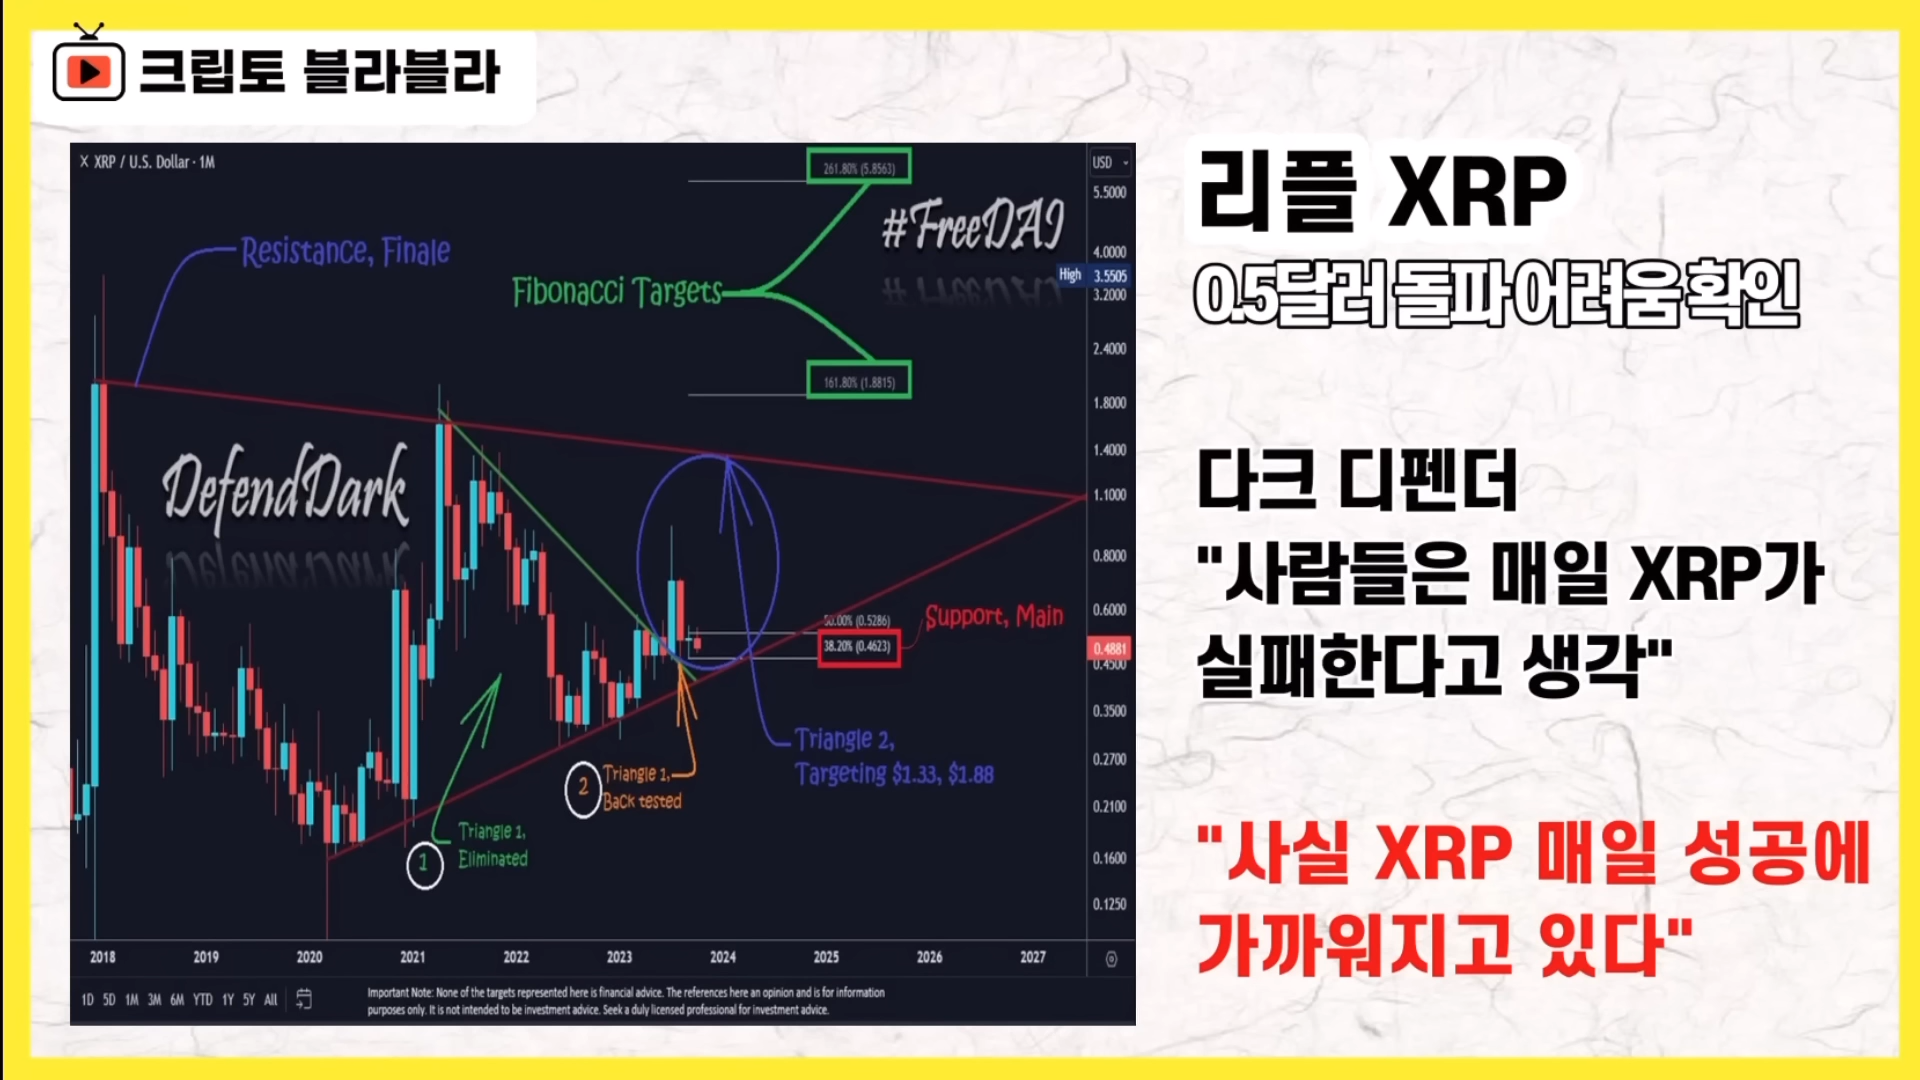 크립토 블라블라
XRP / U.S. Dollar · 1M
USD
261.80% (5.8563)
#FreeDAI
5.5000
Resistance, Finale
4.0000
High 3.5505
Fibonacci Targets
3.2000
2.4000
161.80% (1.8815)
1.8000
1.4000
DefendDark
1.1000
0.8000
0.6000
50.00% (0.5286)
Support, Main
38.20% (0.4623)
0.4881
0.4500
0.3500
Triangle 2,
Targeting $1.33, $1.88
0.2700
2
Triangle 1,
Back tested
0.2100
1
Triangle 1,
Eliminated
0.1600
0.1250
2018 2019 2020 2021 2022 2023 2024 2025 2026 2027
1D 5D 1M 3M 6M YTD 1Y 5Y All
Important Note: None of the targets represented here is financial advice. The references here an opinion and is for information
purposes only. It is not intended to be investment advice. Seek a duly licensed professional for investment advice.
리플 XRP
0.5달러 돌파 어려움 확인
다크 디펜더
"사람들은 매일 XRP가
실패한다고 생각"
"사실 XRP 매일 성공에
가까워지고 있다"